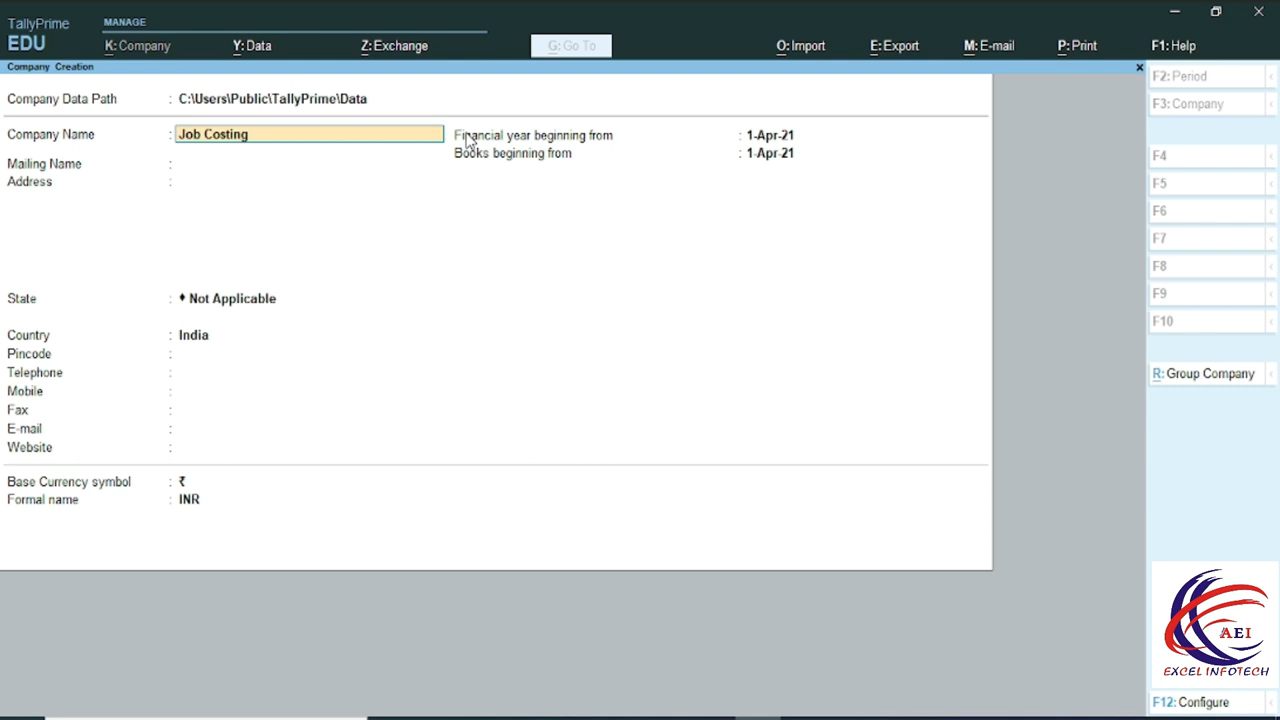 TallyPrime
EDU
MANAGE
K: Company
Y: Data
Z: Exchange
G: Go To
O: Import
E: Export
M: E-mail
P: Print
F1: Help
Company Creation
Company Data Path : C:\Users\Public\TallyPrime\Data
Company Name : Job Costing
Financial year beginning from : 1-Apr-21
Books beginning from : 1-Apr-21
Mailing Name :
Address :
State : ♦ Not Applicable
Country : India
Pincode :
Telephone :
Mobile :
Fax :
E-mail :
Website :
Base Currency symbol : ₹
Formal name : INR
F2: Period
F3: Company
F4
F5
F6
F7
F8
F9
F10
R: Group Company
AEI
EXCEL INFOTECH
F12: Configure